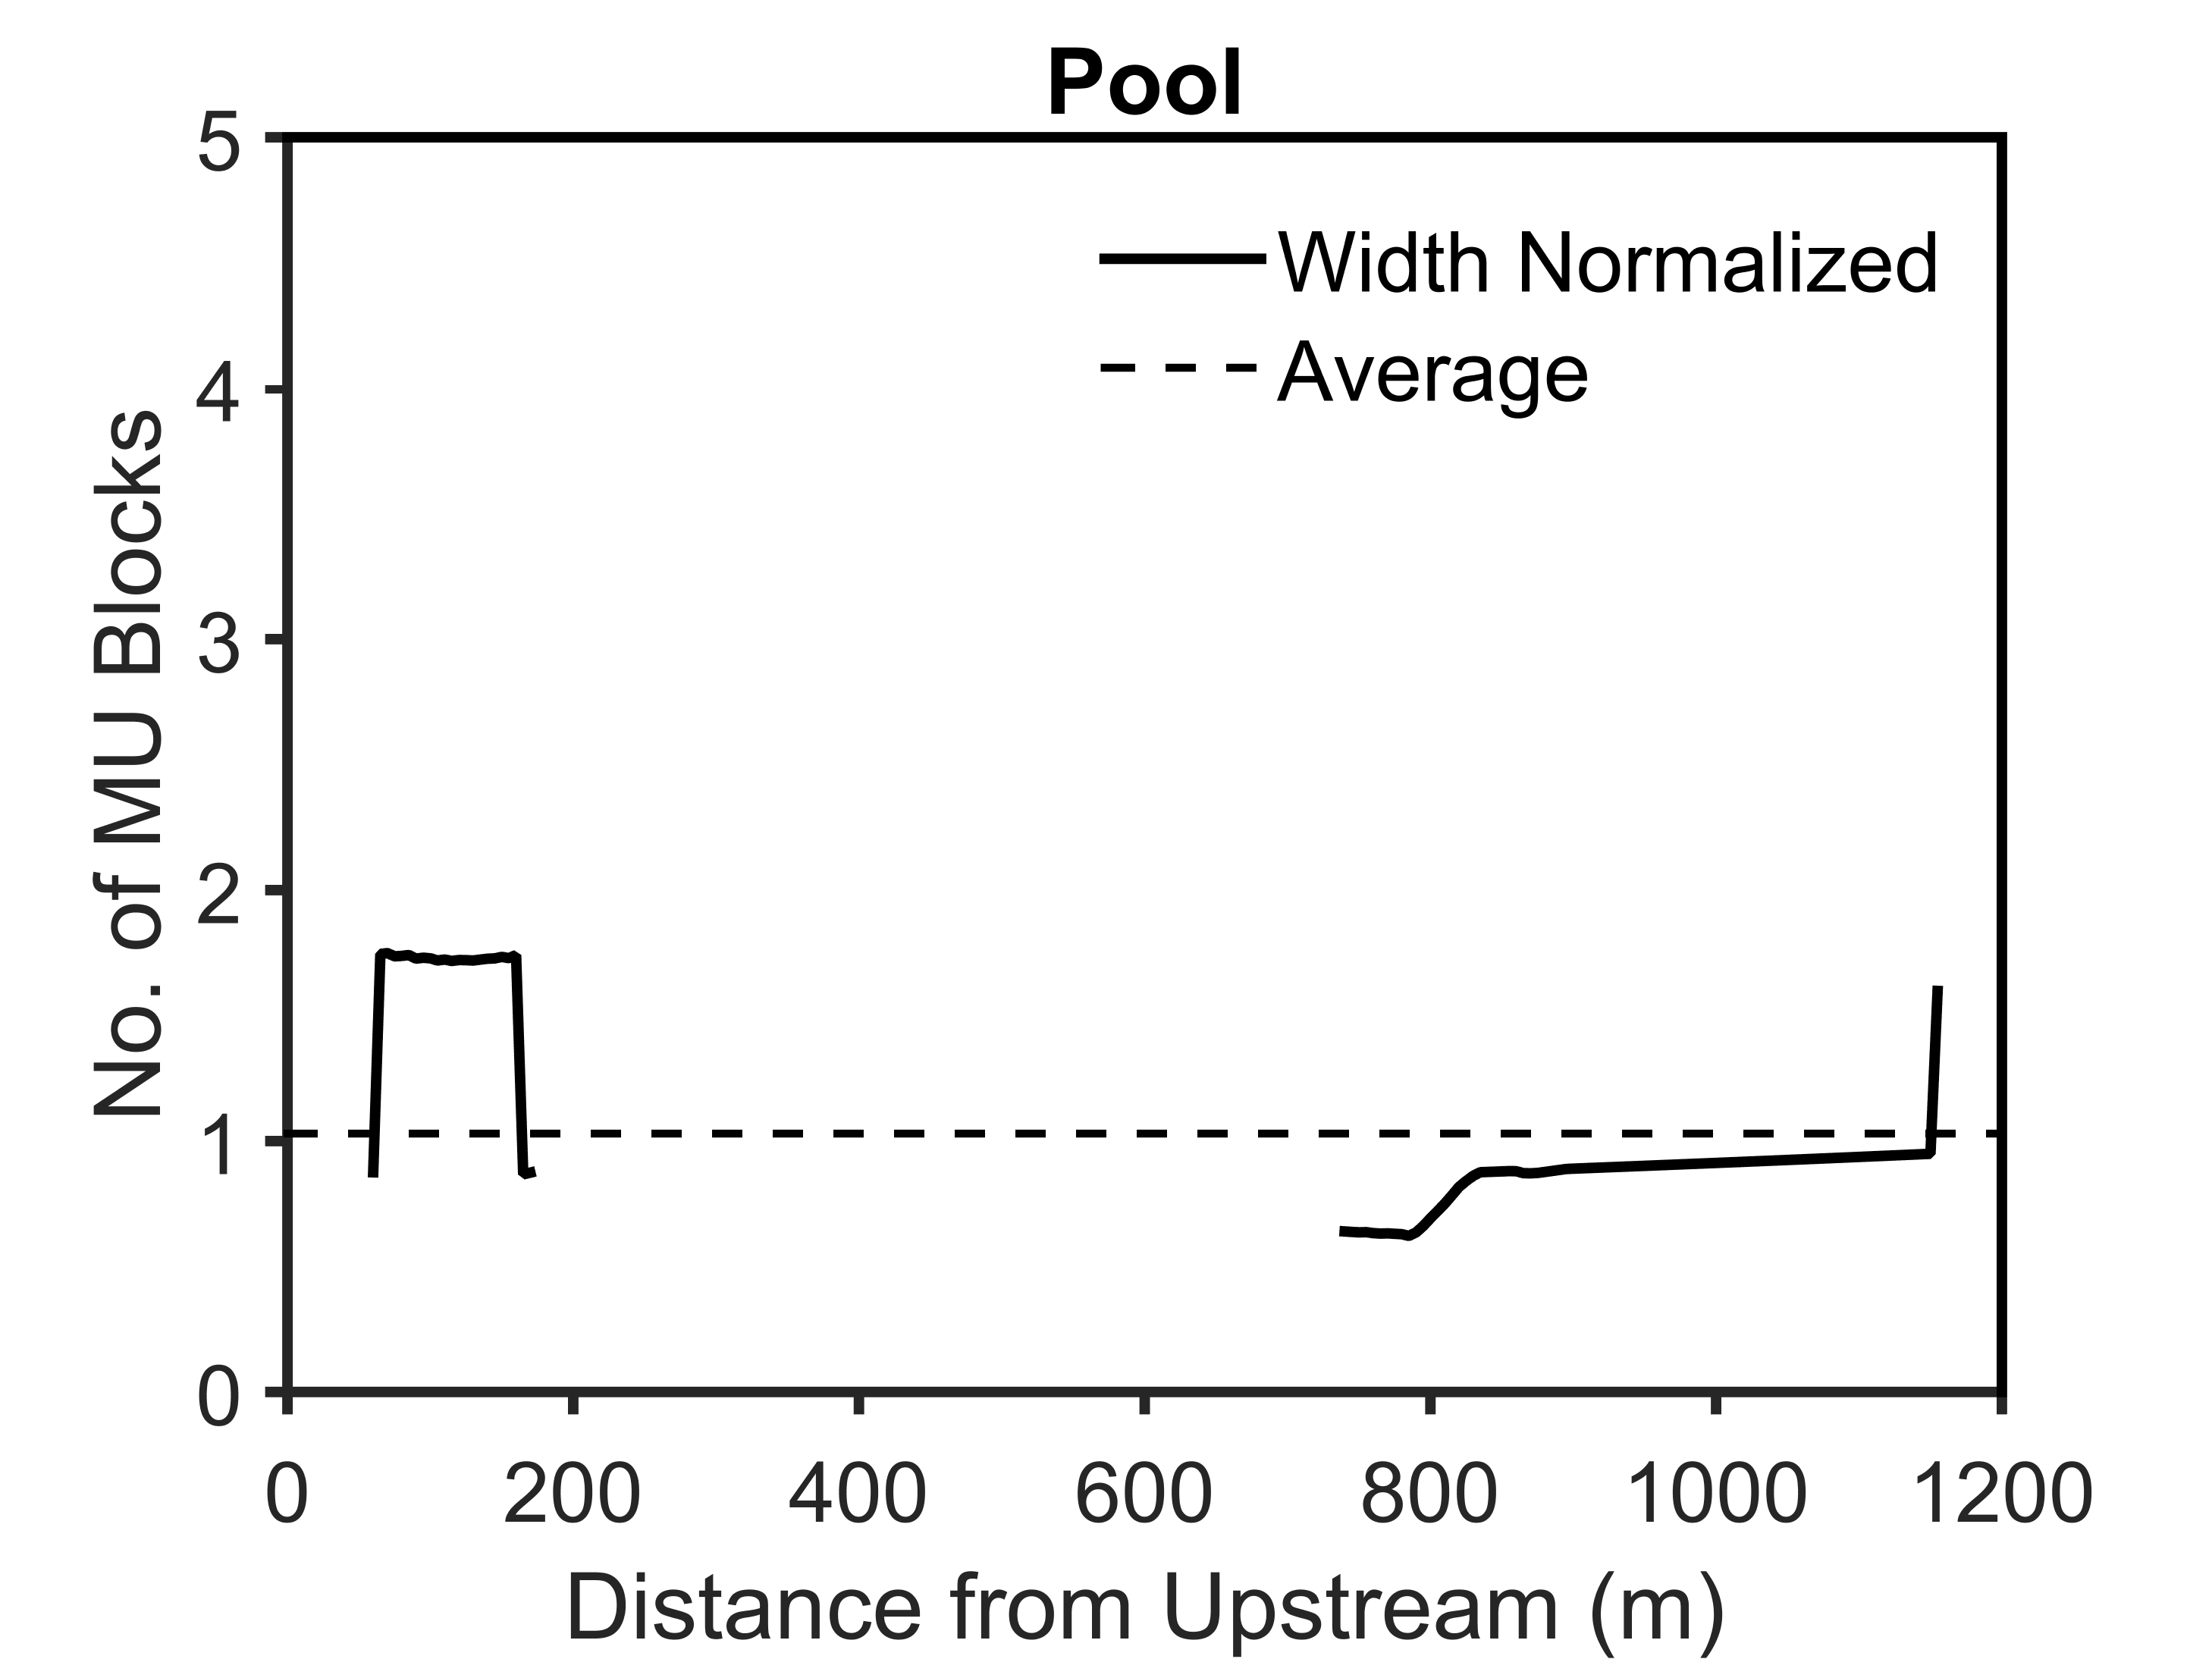 Pool
Width Normalized
Average
No. of MU Blocks
5
4
3
2
1
0
0 200 400 600 800 1000 1200
Distance from Upstream (m)